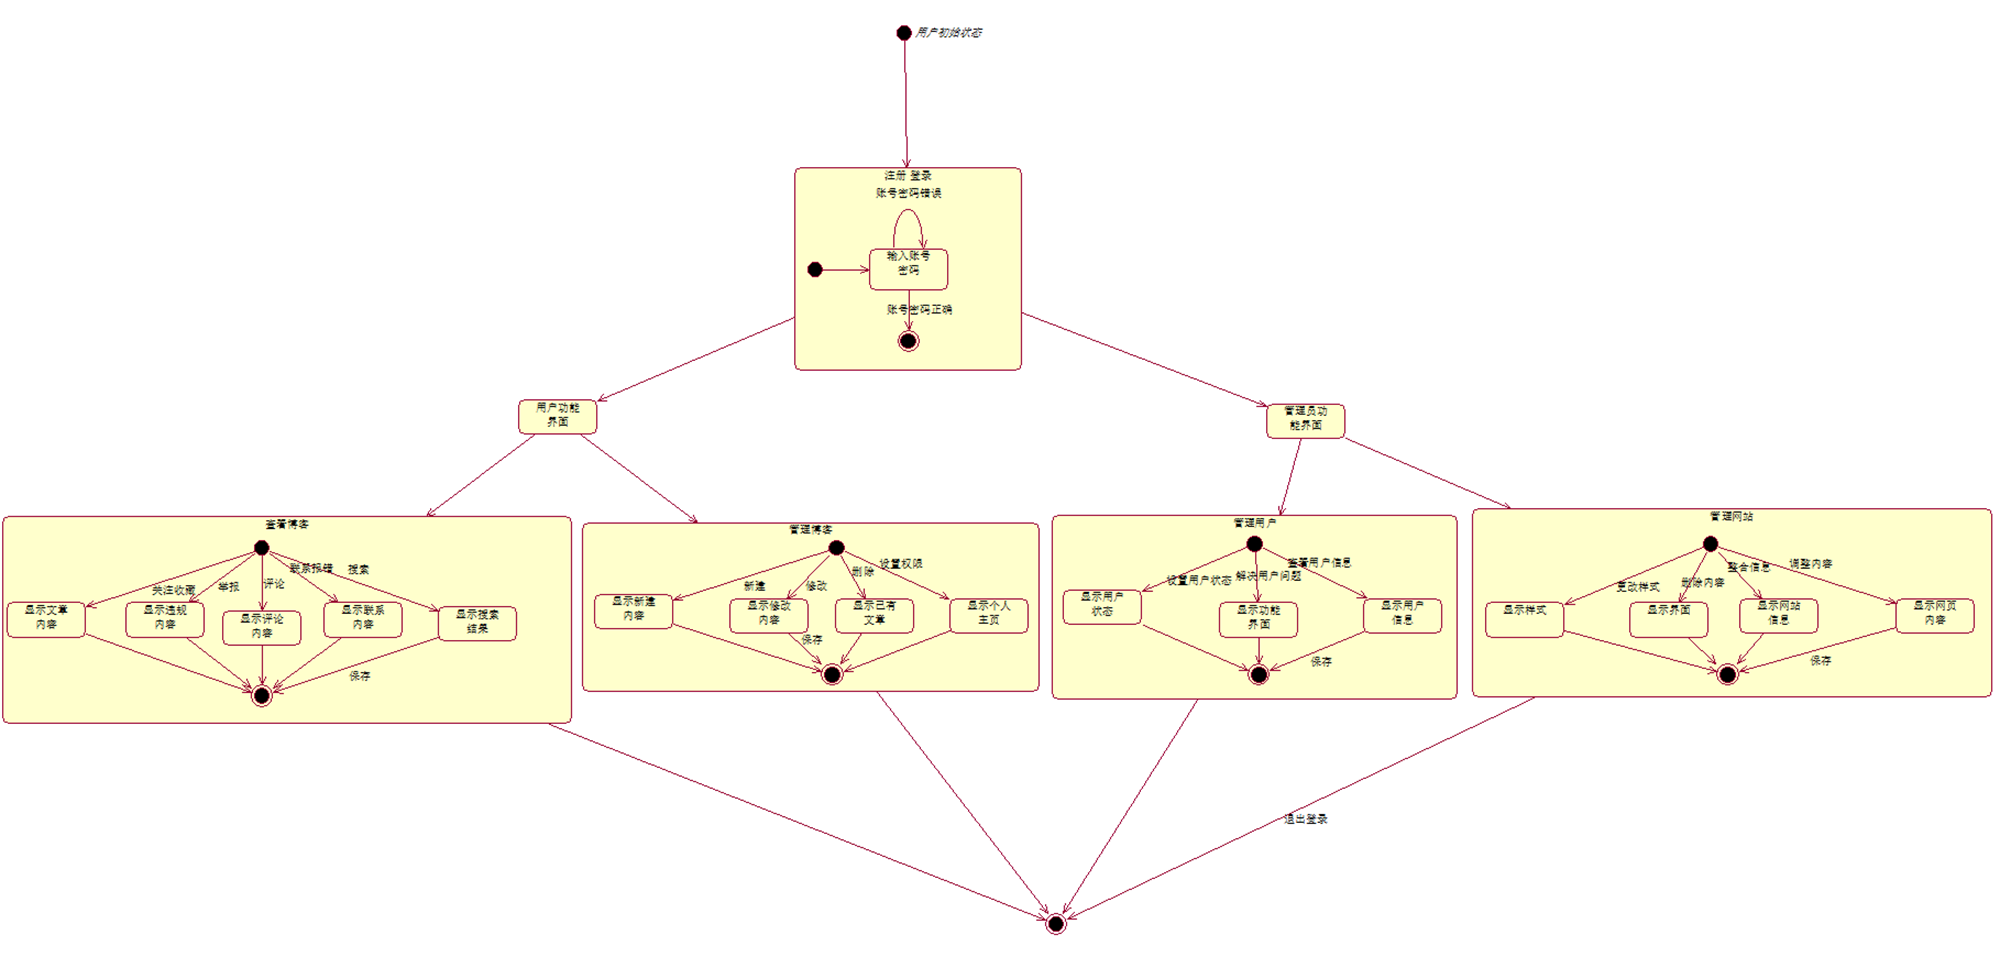 用户初始状态
注册 登录
账号密码错误
输入账号
密码
账号密码正确
用户功能
界面
管理员功
能界面
查看博客
关注收藏
举报
评论
联系报错
搜索
显示文章
内容
显示违规
内容
显示评论
内容
显示联系
内容
显示搜索
结果
保存
管理博客
新建
修改
删除
设置权限
显示新建
内容
显示修改
内容
显示已有
文章
显示个人
主页
保存
管理用户
设置用户状态
解决用户问题
查看用户信息
显示用户
状态
显示功能
界面
显示用户
信息
保存
管理网站
更改样式
删除内容
整合信息
调整内容
显示样式
显示界面
显示网站
信息
显示网页
内容
保存
退出登录